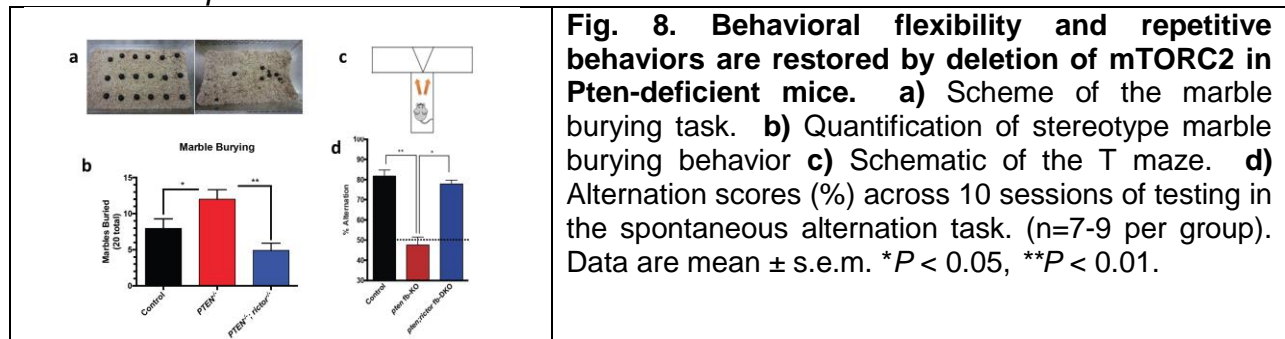 a
c
Marble Burying
b
d
Marbles Buried
(20 total)
15
10
5
0
*
**
Control
PTEN-/-
PTEN-/-; rictor-/-
% Alternation
100
90
80
70
60
50
40
30
**
*
Control
pten fb-KO
pten;rictor fb-DKO
Fig. 8. Behavioral flexibility and repetitive
behaviors are restored by deletion of mTORC2 in
Pten-deficient mice. a) Scheme of the marble
burying task. b) Quantification of stereotype marble
burying behavior c) Schematic of the T maze. d)
Alternation scores (%) across 10 sessions of testing in
the spontaneous alternation task. (n=7-9 per group).
Data are mean ± s.e.m. *P < 0.05, **P < 0.01.